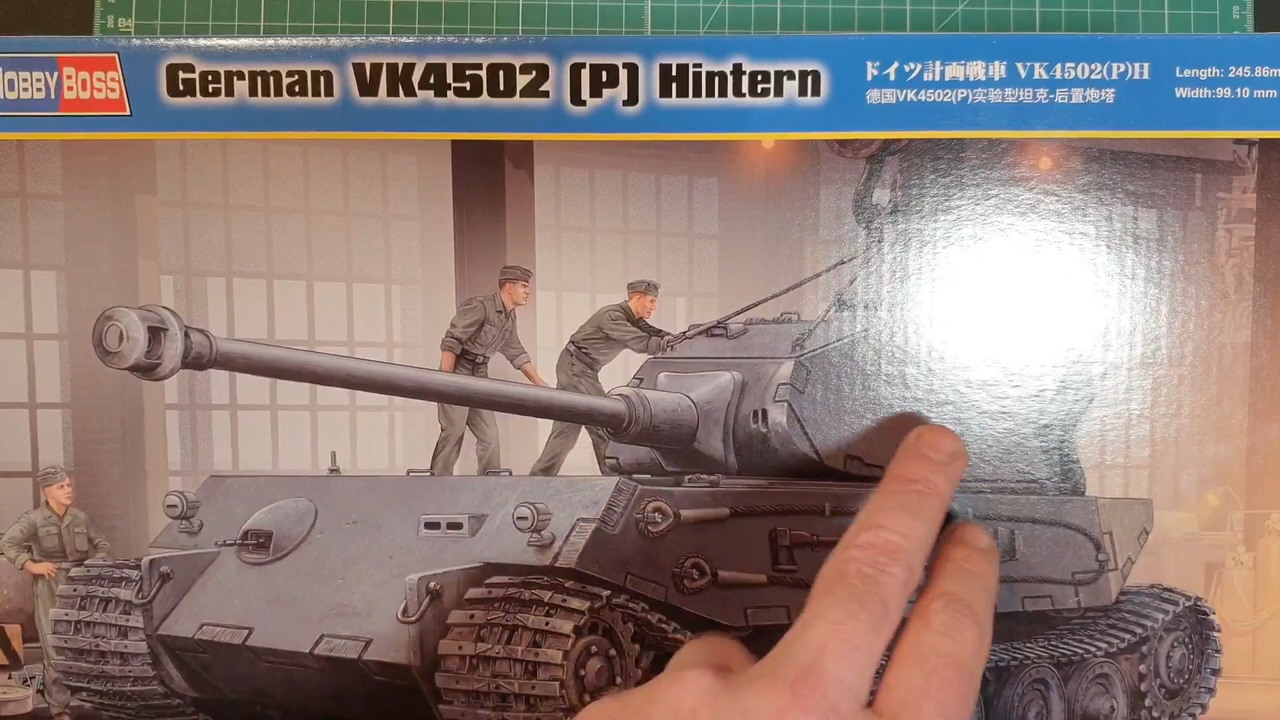 B4
HOBBY BOSS
German VK4502 (P) Hintern
ドイツ計画戦車 VK4502(P)H
德国VK4502(P)实验型坦克-后置炮塔
Length: 245.86m
Width:99.10 mm